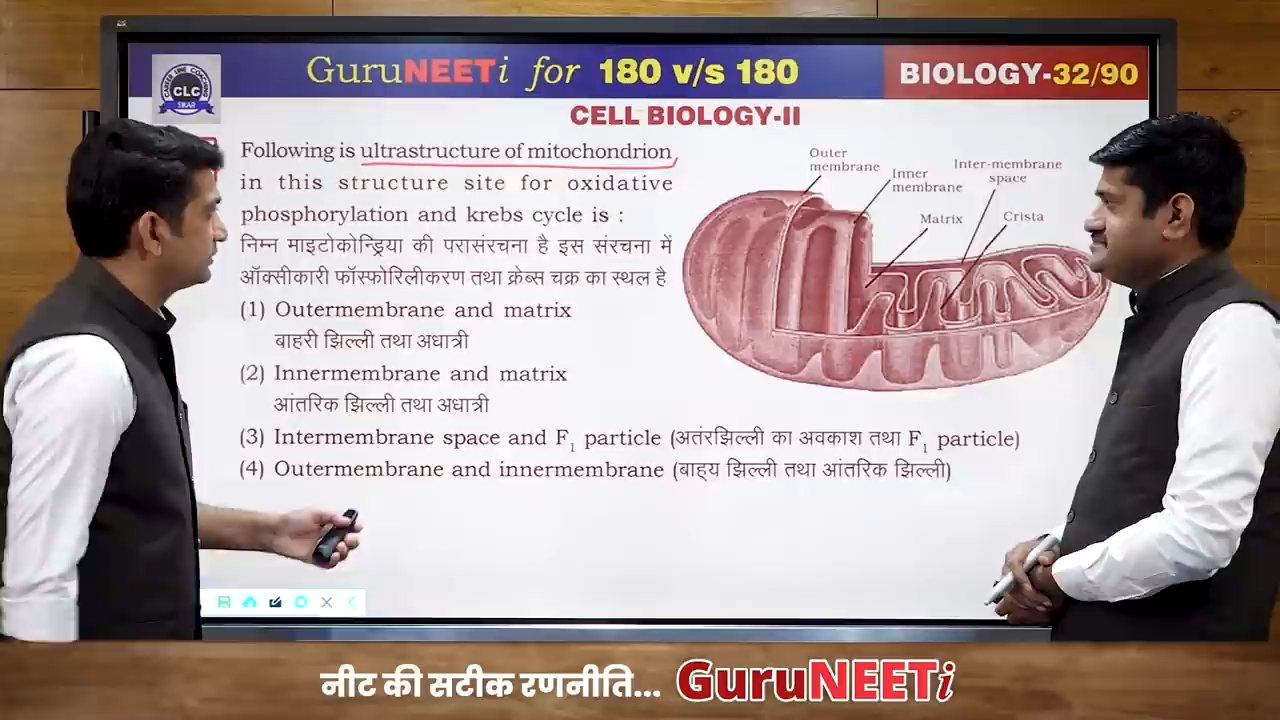 GuruNEETi for 180 v/s 180
BIOLOGY-32/90
CAREER LINE COACHING
CLC
SIKAR
CELL BIOLOGY-II
Following is ultrastructure of mitochondrion
in this structure site for oxidative
phosphorylation and krebs cycle is :
निम्न माइटोकोन्ड्रिया की परासंरचना है इस संरचना में
ऑक्सीकारी फॉस्फोरिलीकरण तथा क्रेब्स चक्र का स्थल है
(1) Outermembrane and matrix
बाहरी झिल्ली तथा अधात्री
(2) Innermembrane and matrix
आंतरिक झिल्ली तथा अधात्री
(3) Intermembrane space and F₁ particle (अतंरझिल्ली का अवकाश तथा F₁ particle)
(4) Outermembrane and innermembrane (बाह्य झिल्ली तथा आंतरिक झिल्ली)
Outer
membrane
Inner
membrane
Inter-membrane
space
Matrix
Crista
नीट की सटीक रणनीति... GuruNEETi